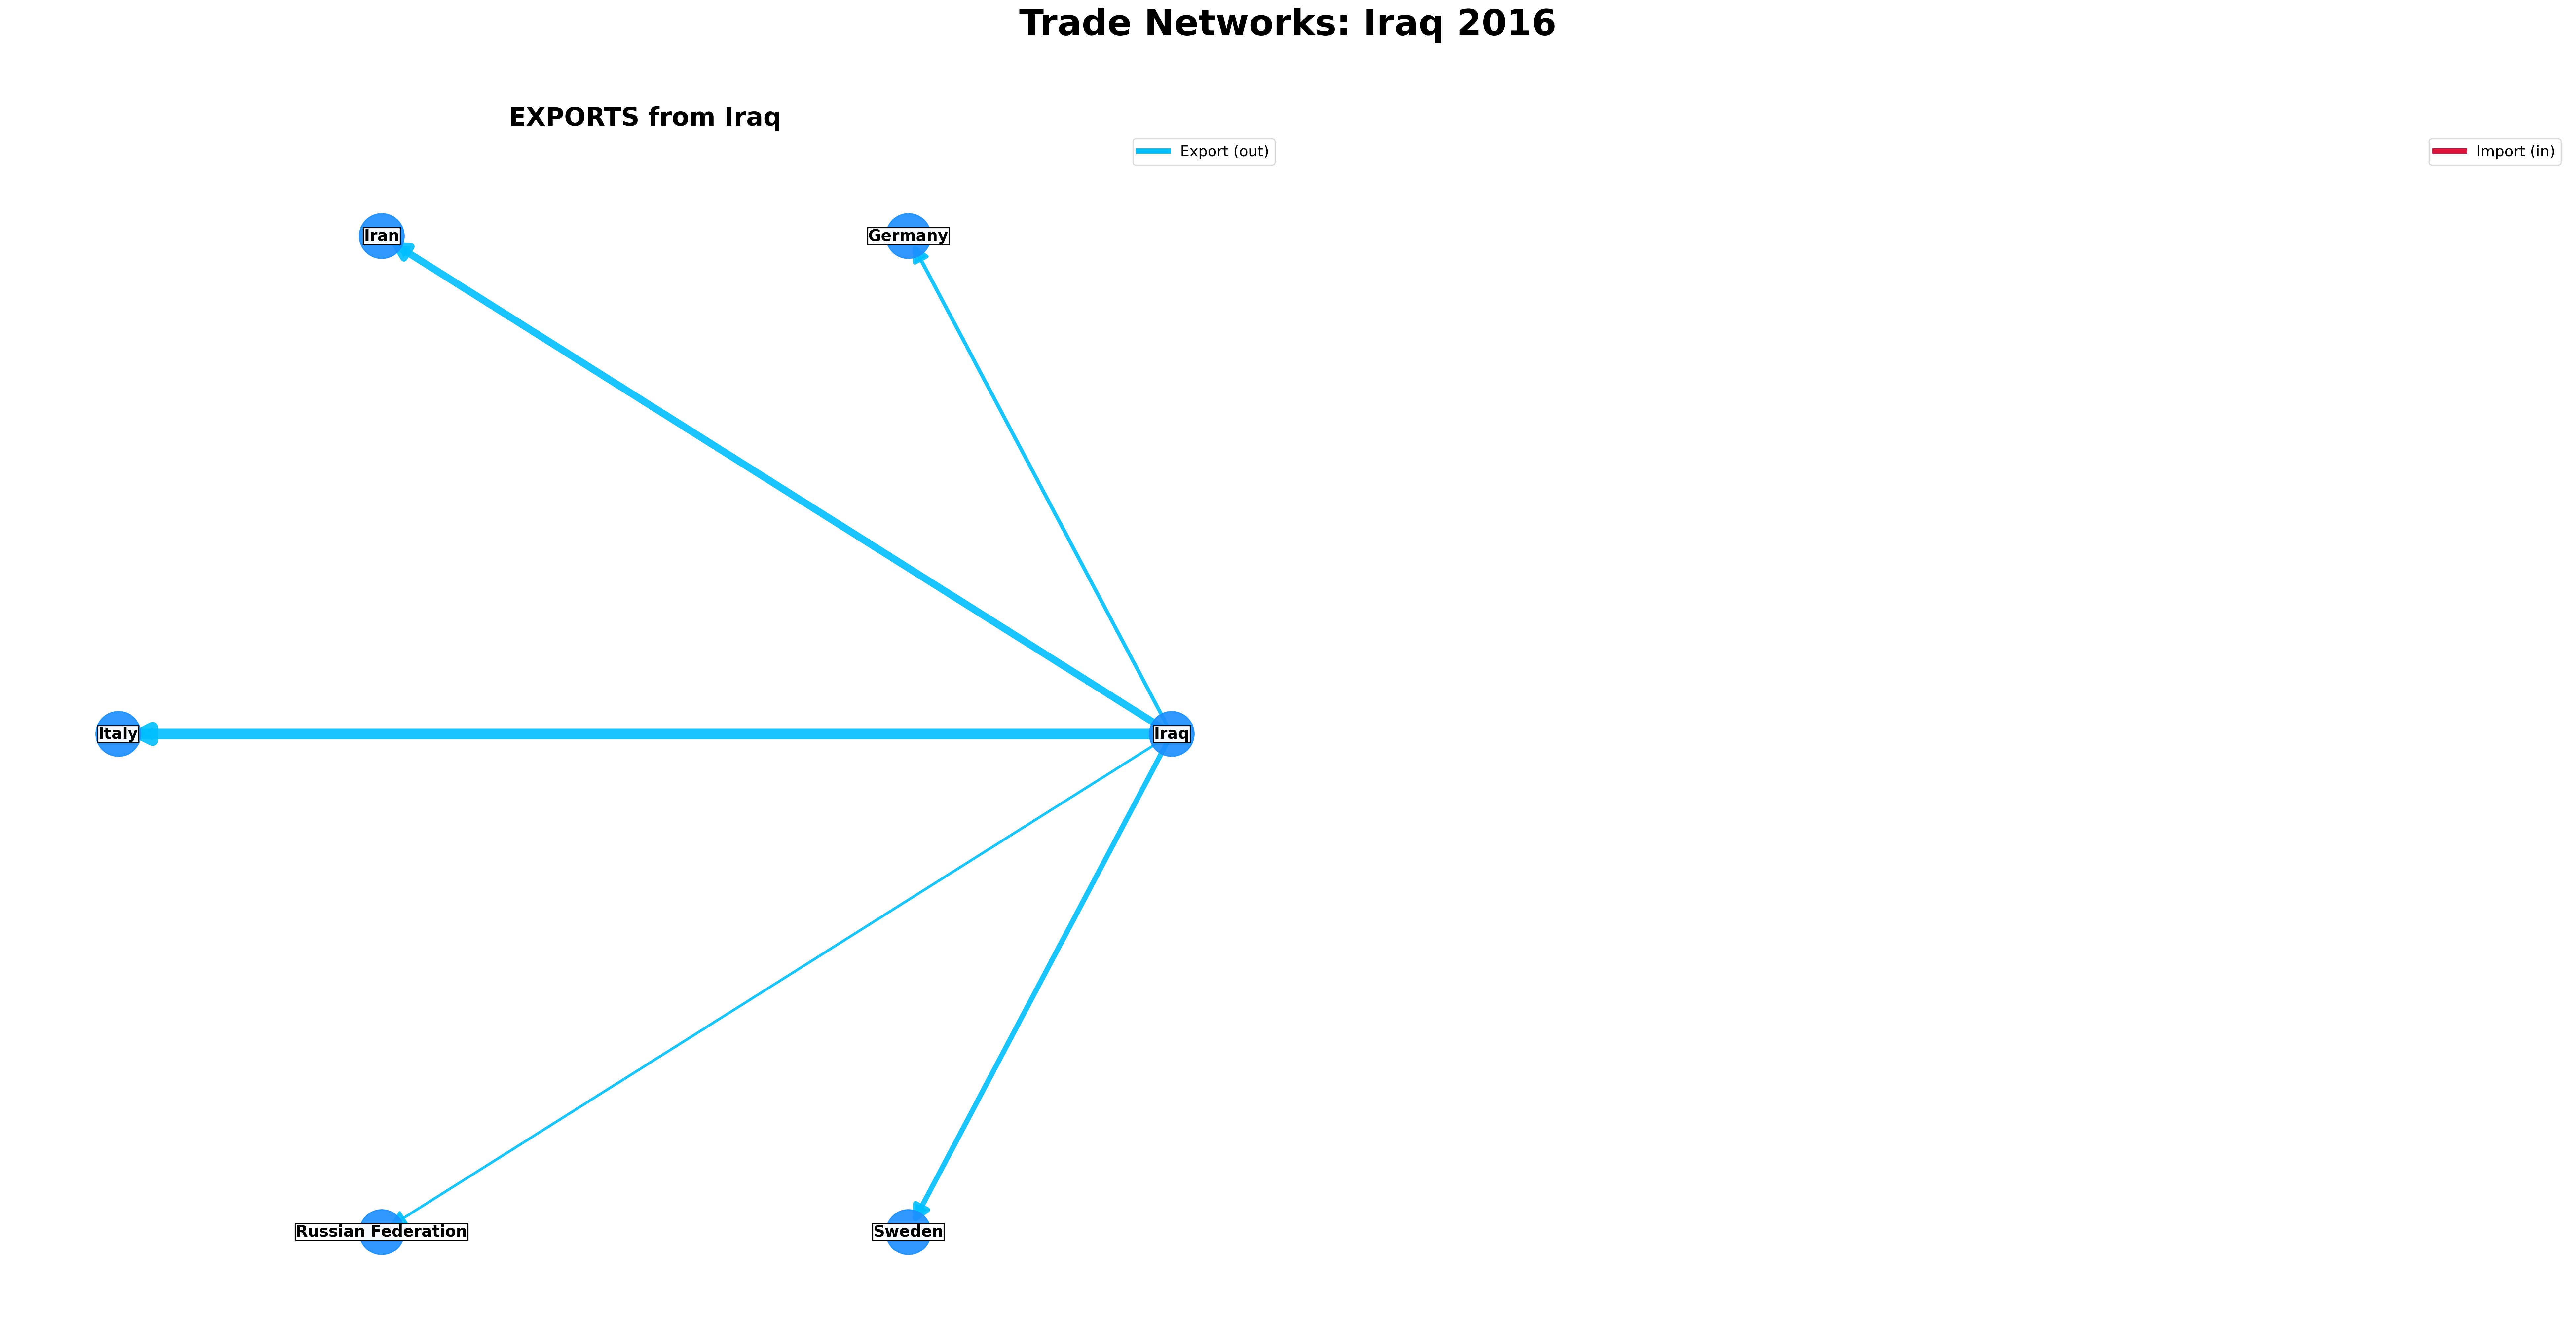 Trade Networks: Iraq 2016
EXPORTS from Iraq
Export (out)
Import (in)
Iran
Germany
Italy
Iraq
Russian Federation
Sweden